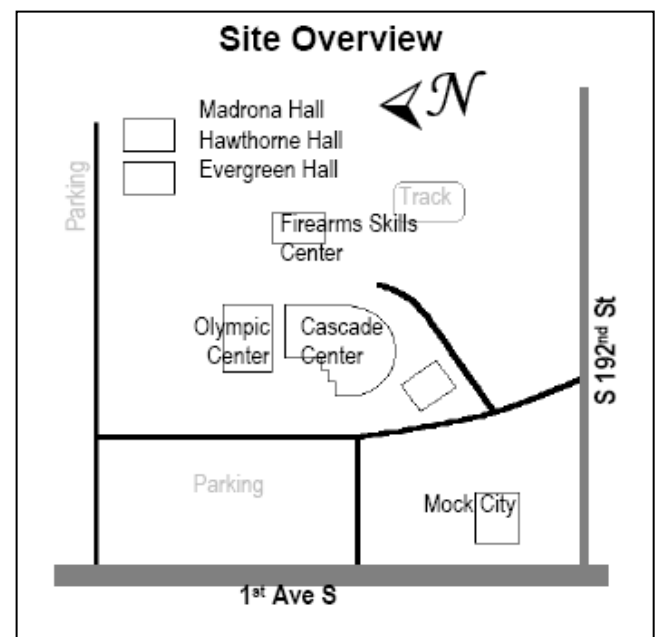 Site Overview
N
Madrona Hall
Hawthorne Hall
Evergreen Hall
Parking
Track
Firearms Skills
Center
Olympic
Center
Cascade
Center
S 192nd St
Parking
Mock City
1st Ave S